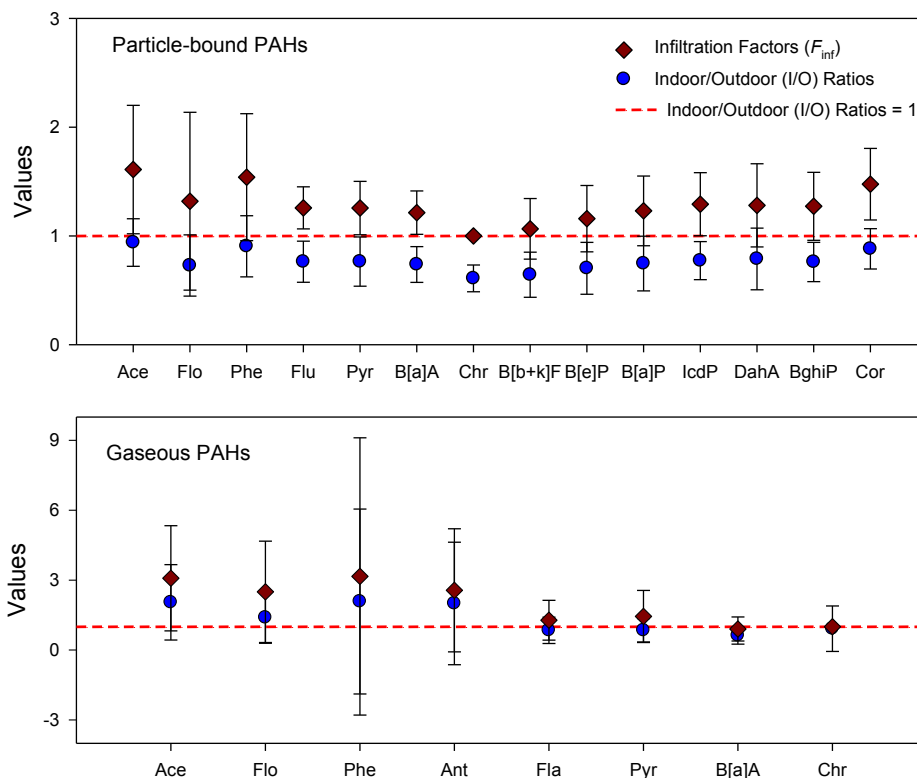 3
Particle-bound PAHs
Infiltration Factors (Finf)
Indoor/Outdoor (I/O) Ratios
Indoor/Outdoor (I/O) Ratios = 1
2
Values
1
0
Ace Flo Phe Flu Pyr B[a]A Chr B[b+k]F B[e]P B[a]P IcdP DahA BghiP Cor
9
Gaseous PAHs
6
Values
3
0
-3
Ace Flo Phe Ant Fla Pyr B[a]A Chr